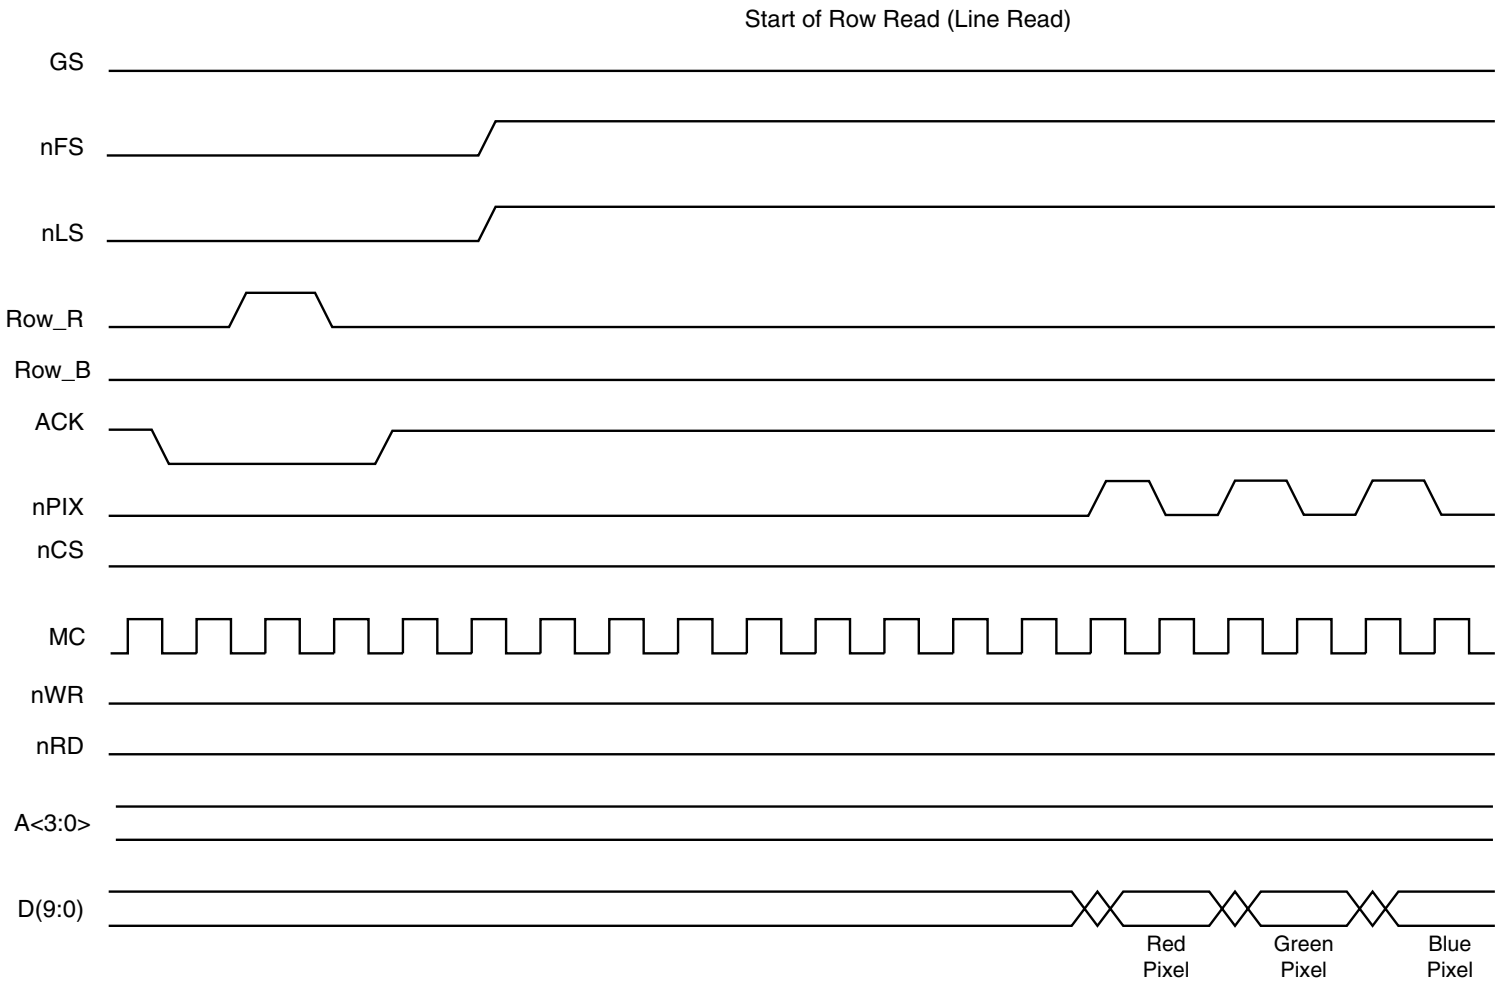 Start of Row Read (Line Read)
GS
nFS
nLS
Row_R
Row_B
ACK
nPIX
nCS
MC
nWR
nRD
A<3:0>
D(9:0)
Red
Pixel
Green
Pixel
Blue
Pixel